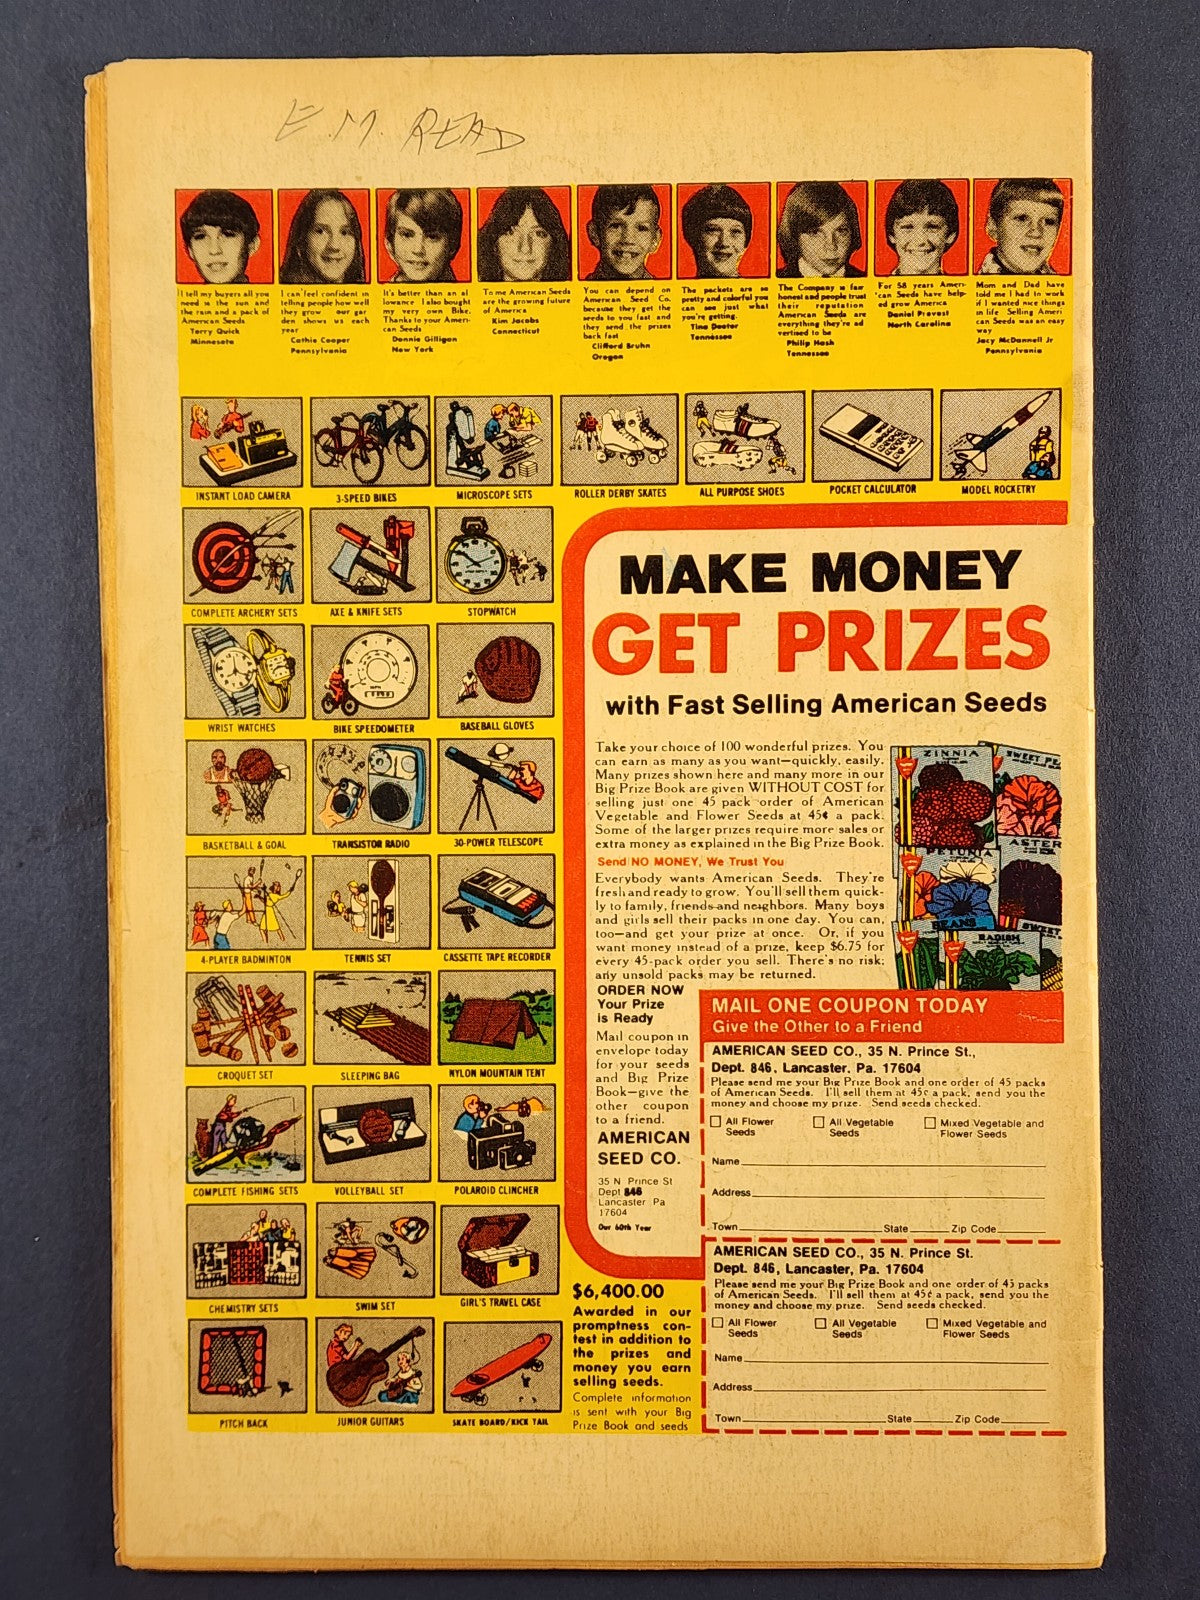 E.M. READ
I tell my buyers all you
need is the sun and
the rain and a pack of
American Seeds
Terry Quick
Minnesota
I can feel confident in
telling people how well
they grow our gar
den shows us each
year
Cathie Cooper
Pennsylvania
It's better than an al
lowance I also bought
my very own Bike.
Thanks to your Ameri-
can Seeds
Donnie Gilligan
New York
To me American Seeds
are the growing future
of America
Kim Jacobs
Connecticut
You can depend on
American Seed Co.
because they get the
seeds to you fast and
they send the prizes
back fast
Clifford Bruhn
Oregon
The packets are so
pretty and colorful you
can see just what
you're getting.
Tina Deeter
Tennessee
The Company is fair
honest and people trust
their reputation
American Seeds are
everything they're ad
vertised to be
Philip Hash
Tennessee
For 58 years Ameri-
can Seeds have help-
ed grow America
Daniel Prevost
North Carolina
Mom and Dad have
told me I had to work
if I wanted nice things
in life Selling Ameri
can Seeds was an easy
way
Jacy McDannell Jr
Pennsylvania
INSTANT LOAD CAMERA
3-SPEED BIKES
MICROSCOPE SETS
ROLLER DERBY SKATES
ALL PURPOSE SHOES
POCKET CALCULATOR
MODEL ROCKETRY
COMPLETE ARCHERY SETS
AXE & KNIFE SETS
STOPWATCH
WRIST WATCHES
BIKE SPEEDOMETER
BASEBALL GLOVES
BASKETBALL & GOAL
TRANSISTOR RADIO
30-POWER TELESCOPE
4-PLAYER BADMINTON
TENNIS SET
CASSETTE TAPE RECORDER
CROQUET SET
SLEEPING BAG
NYLON MOUNTAIN TENT
COMPLETE FISHING SETS
VOLLEYBALL SET
POLAROID CLINCHER
CHEMISTRY SETS
SWIM SET
GIRL'S TRAVEL CASE
PITCH BACK
JUNIOR GUITARS
SKATE BOARD/KICK TAIL
MAKE MONEY
GET PRIZES
with Fast Selling American Seeds
Take your choice of 100 wonderful prizes. You
can earn as many as you want—quickly, easily.
Many prizes shown here and many more in our
Big Prize Book are given WITHOUT COST for
selling just one 45 pack order of American
Vegetable and Flower Seeds at 45¢ a pack.
Some of the larger prizes require more sales or
extra money as explained in the Big Prize Book.
Send NO MONEY, We Trust You
Everybody wants American Seeds. They're
fresh and ready to grow. You'll sell them quick-
ly to family, friends and neighbors. Many boys
and girls sell their packs in one day. You can,
too—and get your prize at once. Or, if you
want money instead of a prize, keep $6.75 for
every 45-pack order you sell. There's no risk;
any unsold packs may be returned.
ZINNIA
SWEET PE
ASTER
PETUNIA
BEANS
RADISH
SWEET
ORDER NOW
Your Prize
is Ready
Mail coupon in
envelope today
for your seeds
and Big Prize
Book—give the
other coupon
to a friend.
AMERICAN
SEED CO.
35 N Prince St
Dept 846
Lancaster Pa
17604
Our 60th Year
MAIL ONE COUPON TODAY
Give the Other to a Friend
AMERICAN SEED CO., 35 N. Prince St.,
Dept. 846, Lancaster, Pa. 17604
Please send me your Big Prize Book and one order of 45 packs
of American Seeds. I'll sell them at 45¢ a pack, send you the
money and choose my prize. Send seeds checked.
All Flower Seeds
All Vegetable Seeds
Mixed Vegetable and Flower Seeds
Name
Address
Town State Zip Code
AMERICAN SEED CO., 35 N. Prince St.
Dept. 846, Lancaster, Pa. 17604
Please send me your Big Prize Book and one order of 45 packs
of American Seeds. I'll sell them at 45¢ a pack, send you the
money and choose my prize. Send seeds checked.
All Flower Seeds
All Vegetable Seeds
Mixed Vegetable and Flower Seeds
Name
Address
Town State Zip Code
$6,400.00
Awarded in our
promptness con-
test in addition to
the prizes and
money you earn
selling seeds.
Complete information
is sent with your Big
Prize Book and seeds